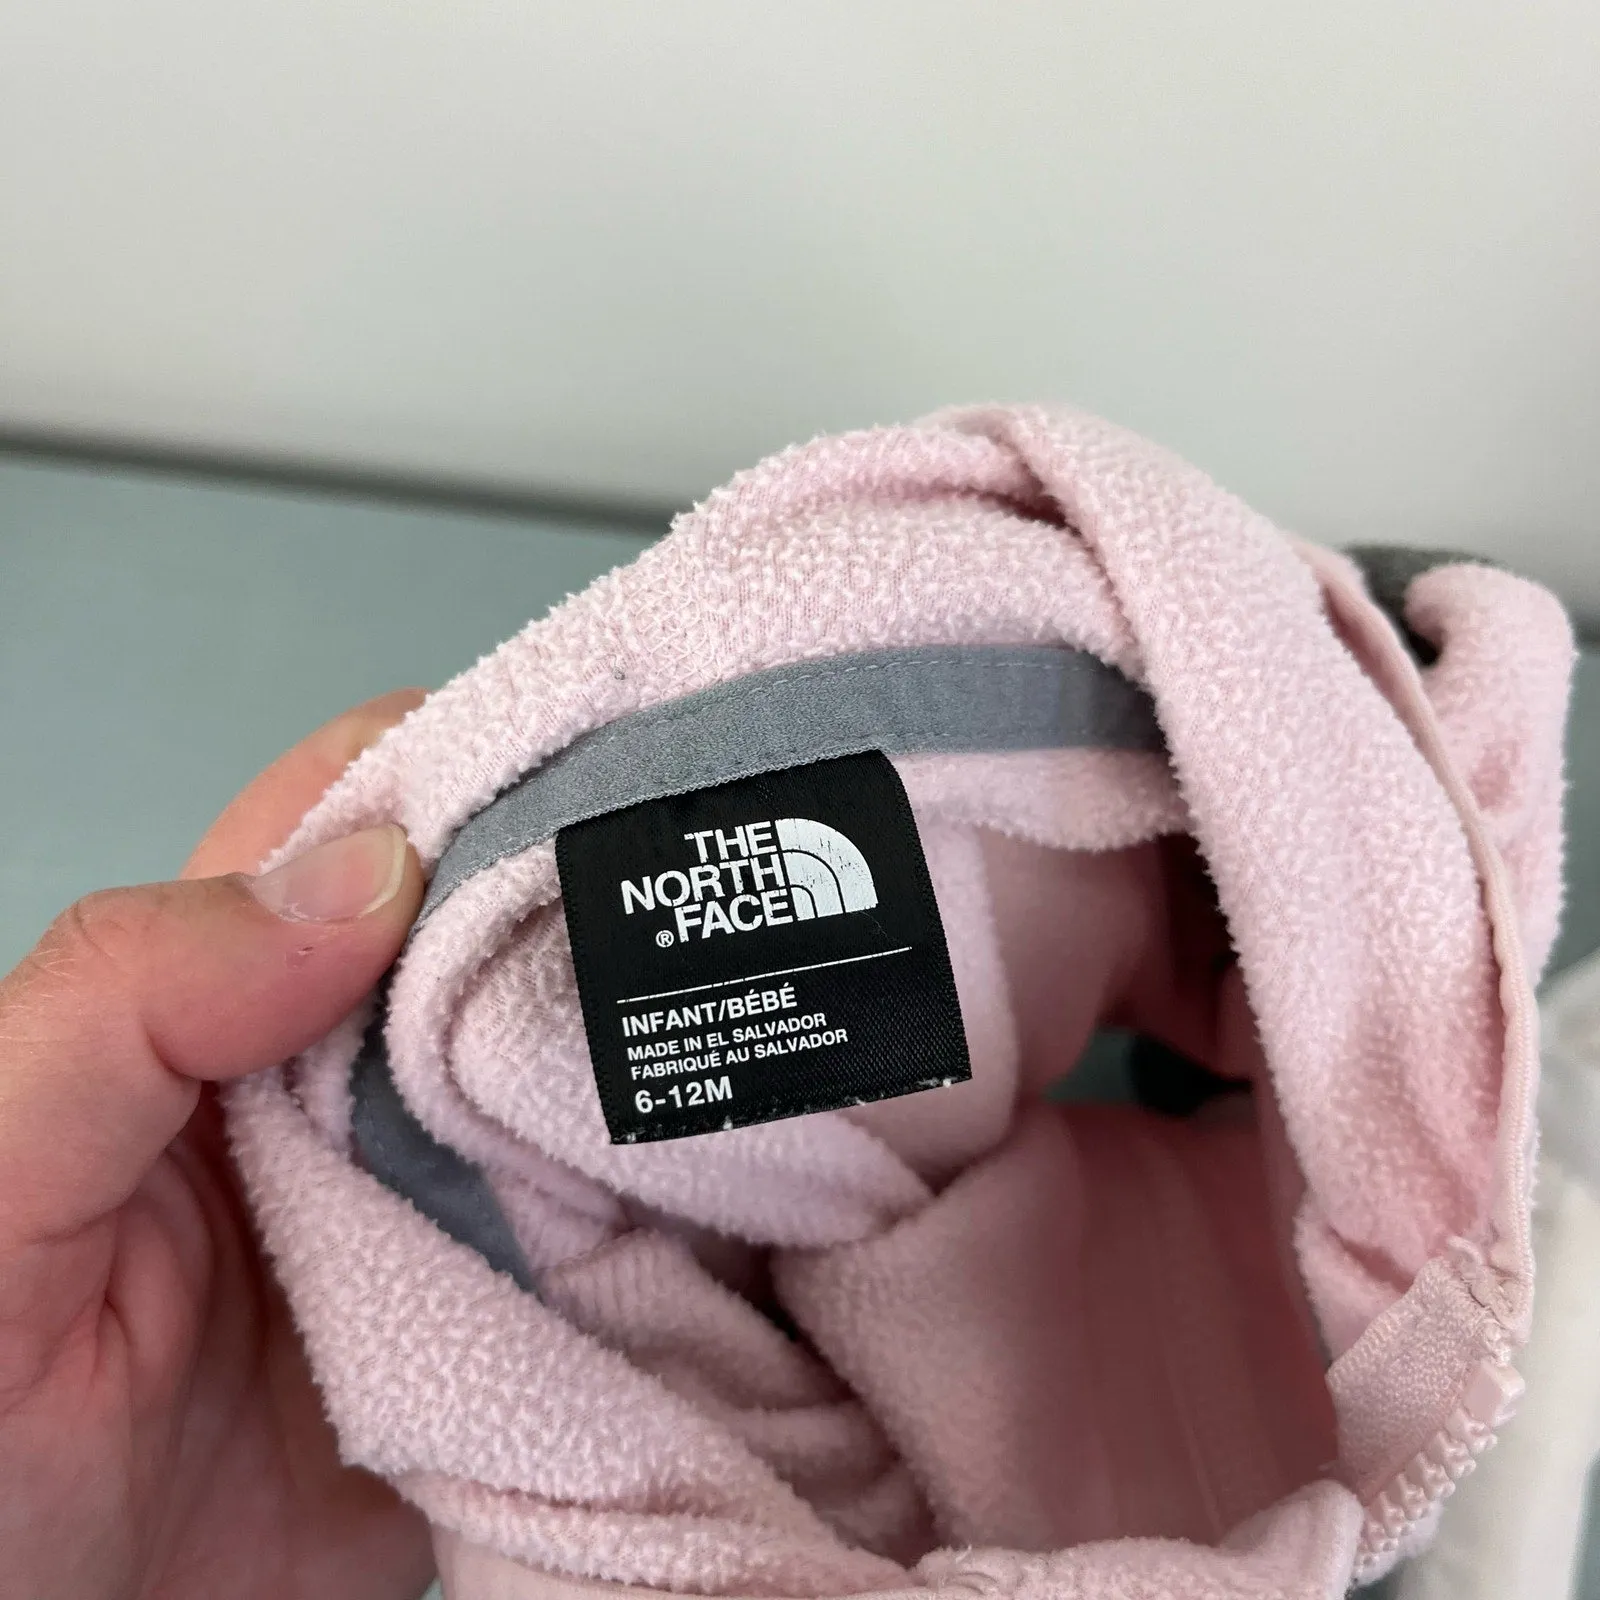 THE
NORTH
®FACE
INFANT/BÉBÉ
MADE IN EL SALVADOR
FABRIQUÉ AU SALVADOR
6-12M